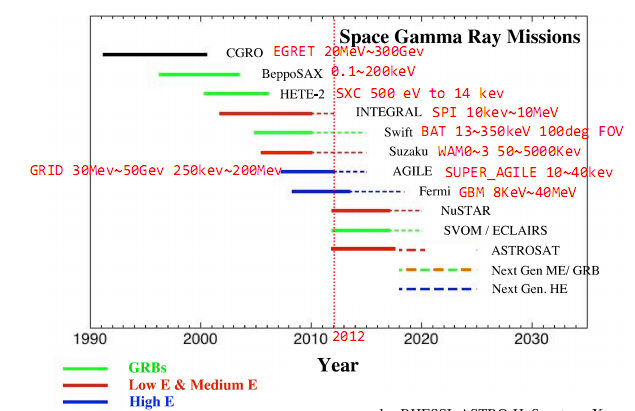 Space Gamma Ray Missions
CGRO EGRET 20MeV~300Gev
BeppoSAX 0.1~200keV
HETE-2 SXC 500 eV to 14 kev
INTEGRAL SPI 10kev~10MeV
Swift BAT 13~350keV 100deg FOV
Suzaku WAM0~3 50~5000Kev
GRID 30Mev~50Gev 250kev~200Mev AGILE SUPER_AGILE 10~40kev
Fermi GBM 8KeV~40MeV
NuSTAR
SVOM / ECLAIRS
ASTROSAT
Next Gen ME/ GRB
Next Gen. HE
1990 2000 2010 2012 2020 2030
Year
GRBs
Low E & Medium E
High E